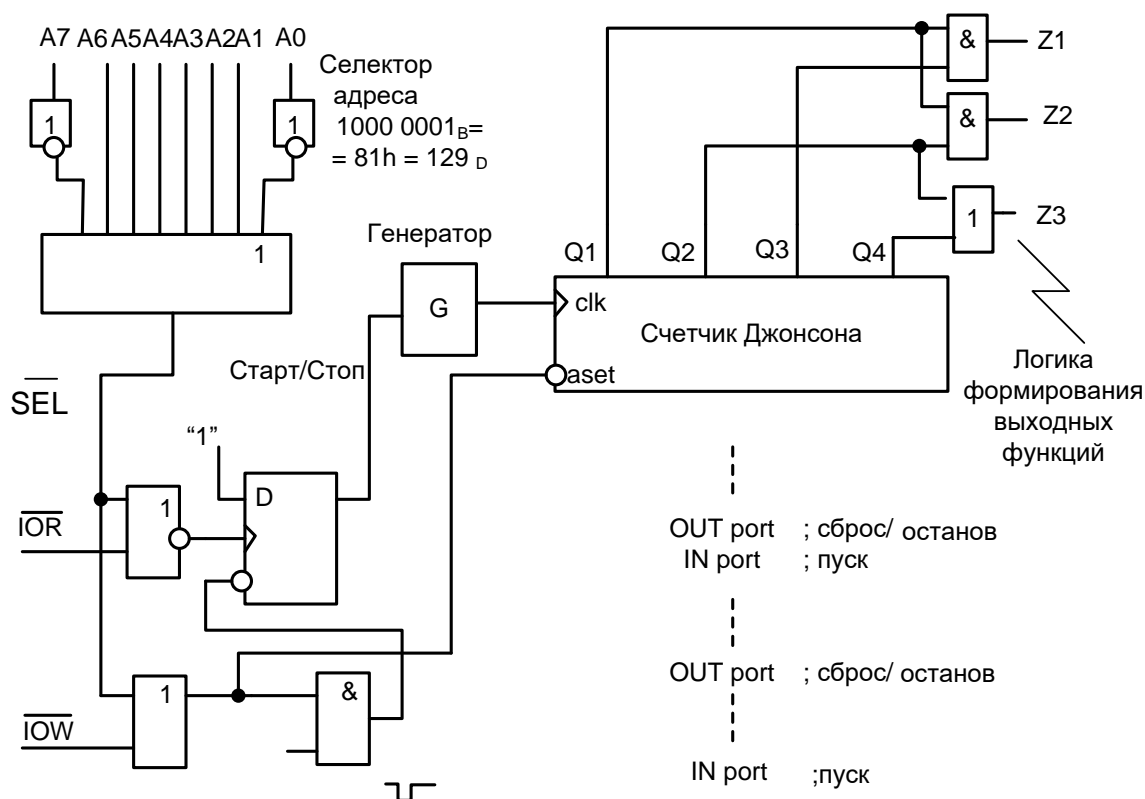 A7 A6 A5 A4 A3 A2 A1 A0
Селектор
адреса
1000 0001B=
= 81h = 129 D
1
1
1
& Z1
& Z2
1 Z3
Генератор
G
Q1 Q2 Q3 Q4
clk
Счетчик Джонсона
aset
Логика
формирования
выходных
функций
Старт/Стоп
SEL
“1”
D
1
IOR
1
&
IOW
OUT port ; сброс/ останов
IN port ; пуск
OUT port ; сброс/ останов
IN port ;пуск